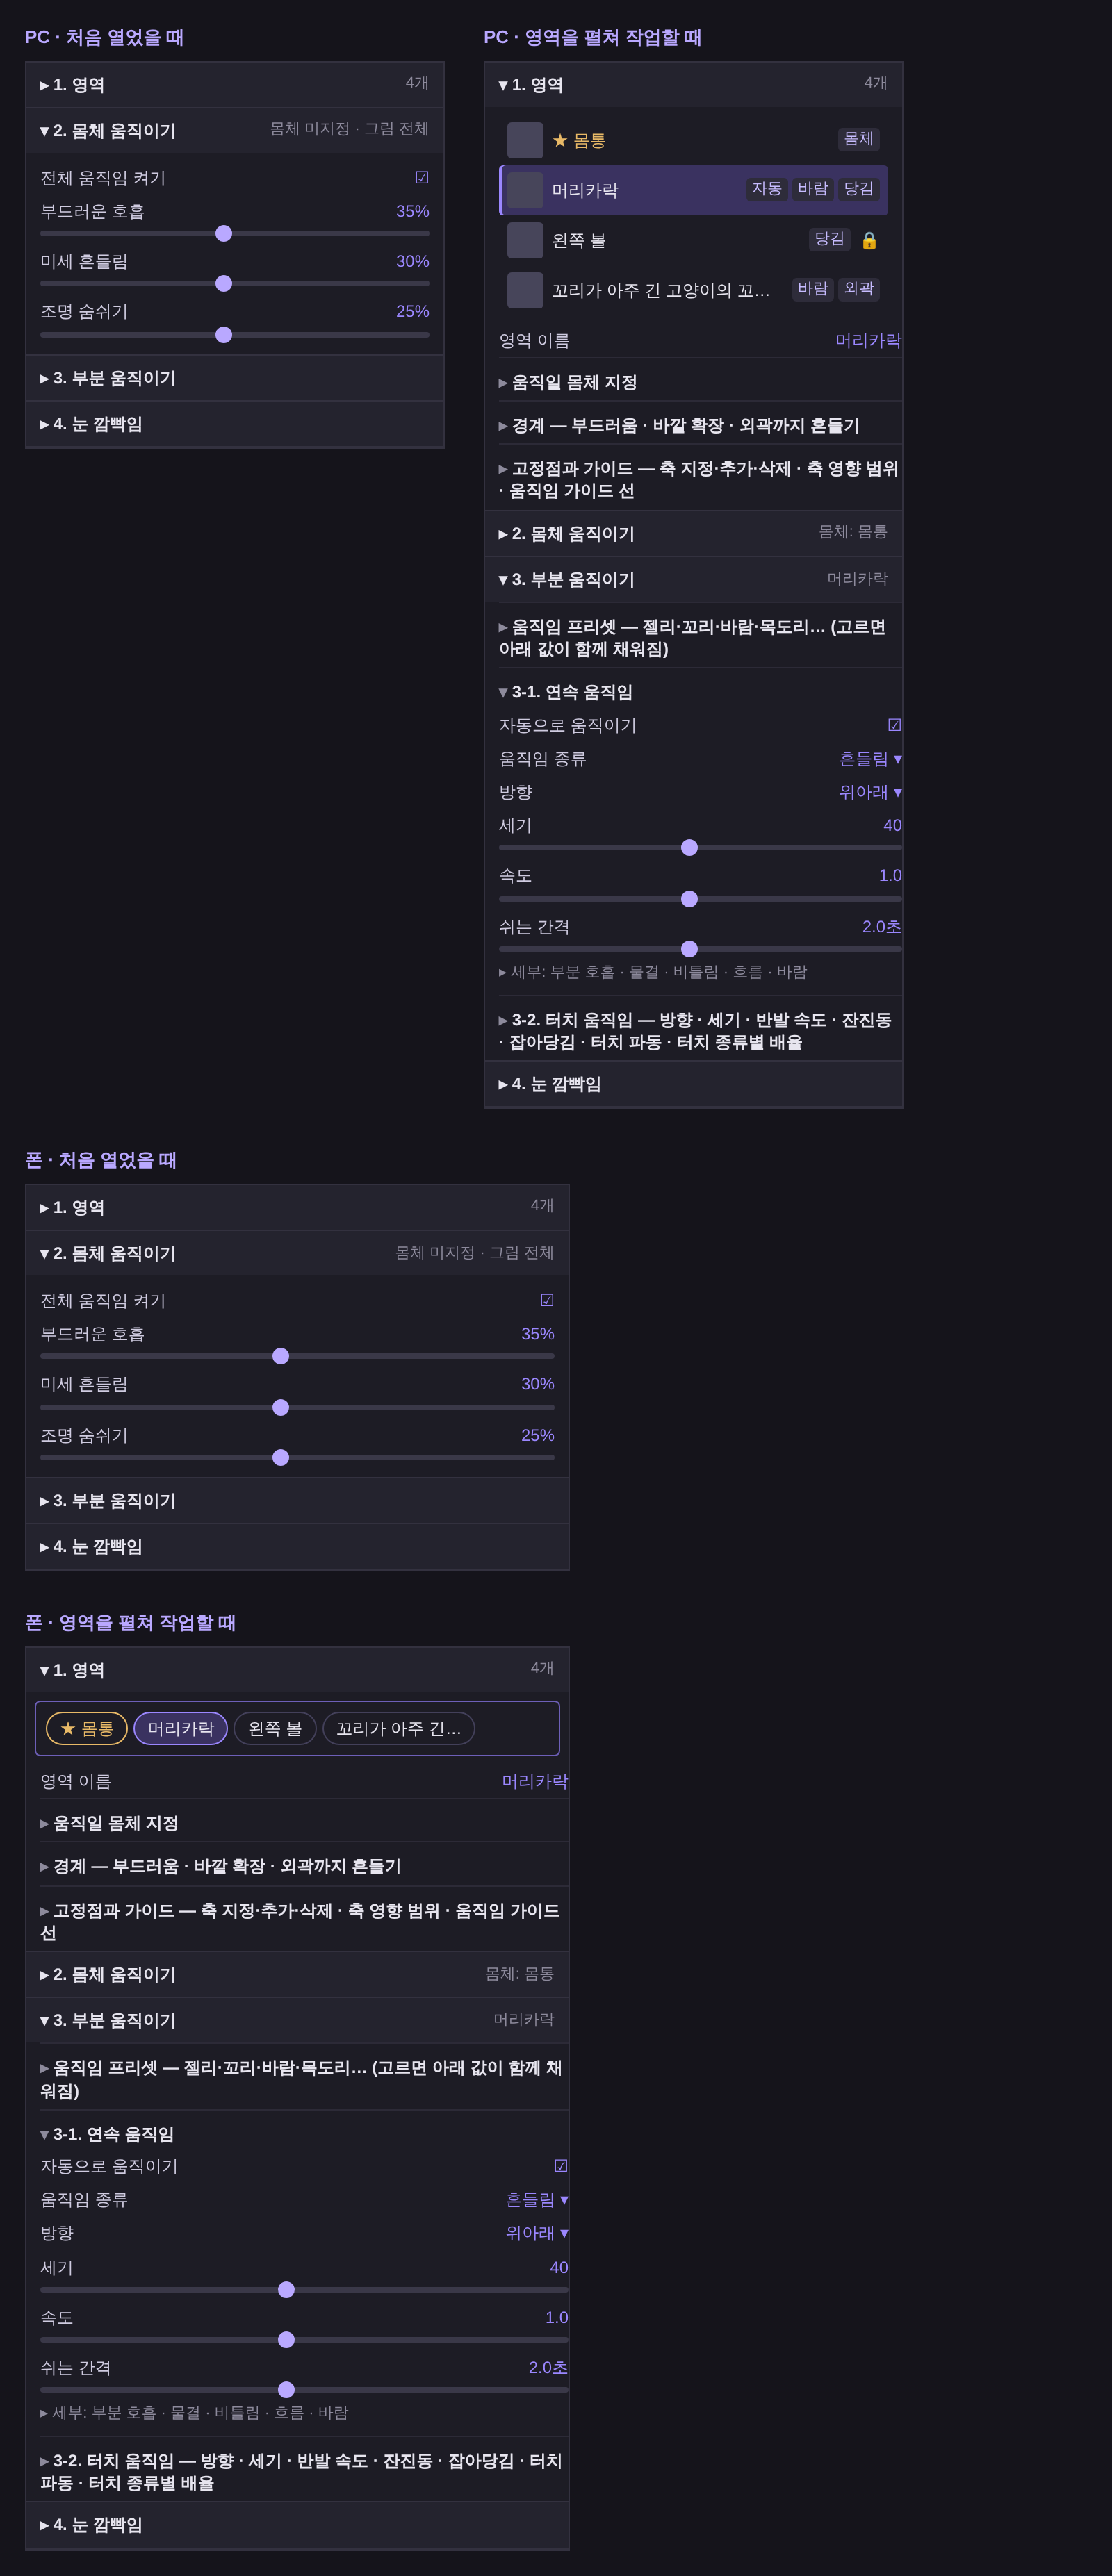 PC · 처음 열었을 때
▸ 1. 영역 4개
▾ 2. 몸체 움직이기 몸체 미지정 · 그림 전체
전체 움직임 켜기 ☑
부드러운 호흡 35%
미세 흔들림 30%
조명 숨쉬기 25%
▸ 3. 부분 움직이기
▸ 4. 눈 깜빡임
PC · 영역을 펼쳐 작업할 때
▾ 1. 영역 4개
★ 몸통 몸체
머리카락 자동 바람 당김
왼쪽 볼 당김 🔒
꼬리가 아주 긴 고양이의 꼬… 바람 외곽
영역 이름 머리카락
▸ 움직일 몸체 지정
▸ 경계 — 부드러움 · 바깥 확장 · 외곽까지 흔들기
▸ 고정점과 가이드 — 축 지정·추가·삭제 · 축 영향 범위
· 움직임 가이드 선
▸ 2. 몸체 움직이기 몸체: 몸통
▾ 3. 부분 움직이기 머리카락
▸ 움직임 프리셋 — 젤리·꼬리·바람·목도리… (고르면
아래 값이 함께 채워짐)
▾ 3-1. 연속 움직임
자동으로 움직이기 ☑
움직임 종류 흔들림 ▾
방향 위아래 ▾
세기 40
속도 1.0
쉬는 간격 2.0초
▸ 세부: 부분 호흡 · 물결 · 비틀림 · 흐름 · 바람
▸ 3-2. 터치 움직임 — 방향 · 세기 · 반발 속도 · 잔진동
· 잡아당김 · 터치 파동 · 터치 종류별 배율
▸ 4. 눈 깜빡임
폰 · 처음 열었을 때
▸ 1. 영역 4개
▾ 2. 몸체 움직이기 몸체 미지정 · 그림 전체
전체 움직임 켜기 ☑
부드러운 호흡 35%
미세 흔들림 30%
조명 숨쉬기 25%
▸ 3. 부분 움직이기
▸ 4. 눈 깜빡임
폰 · 영역을 펼쳐 작업할 때
▾ 1. 영역 4개
★ 몸통 머리카락 왼쪽 볼 꼬리가 아주 긴…
영역 이름 머리카락
▸ 움직일 몸체 지정
▸ 경계 — 부드러움 · 바깥 확장 · 외곽까지 흔들기
▸ 고정점과 가이드 — 축 지정·추가·삭제 · 축 영향 범위 · 움직임 가이드
선
▸ 2. 몸체 움직이기 몸체: 몸통
▾ 3. 부분 움직이기 머리카락
▸ 움직임 프리셋 — 젤리·꼬리·바람·목도리… (고르면 아래 값이 함께 채
워짐)
▾ 3-1. 연속 움직임
자동으로 움직이기 ☑
움직임 종류 흔들림 ▾
방향 위아래 ▾
세기 40
속도 1.0
쉬는 간격 2.0초
▸ 세부: 부분 호흡 · 물결 · 비틀림 · 흐름 · 바람
▸ 3-2. 터치 움직임 — 방향 · 세기 · 반발 속도 · 잔진동 · 잡아당김 · 터치
파동 · 터치 종류별 배율
▸ 4. 눈 깜빡임